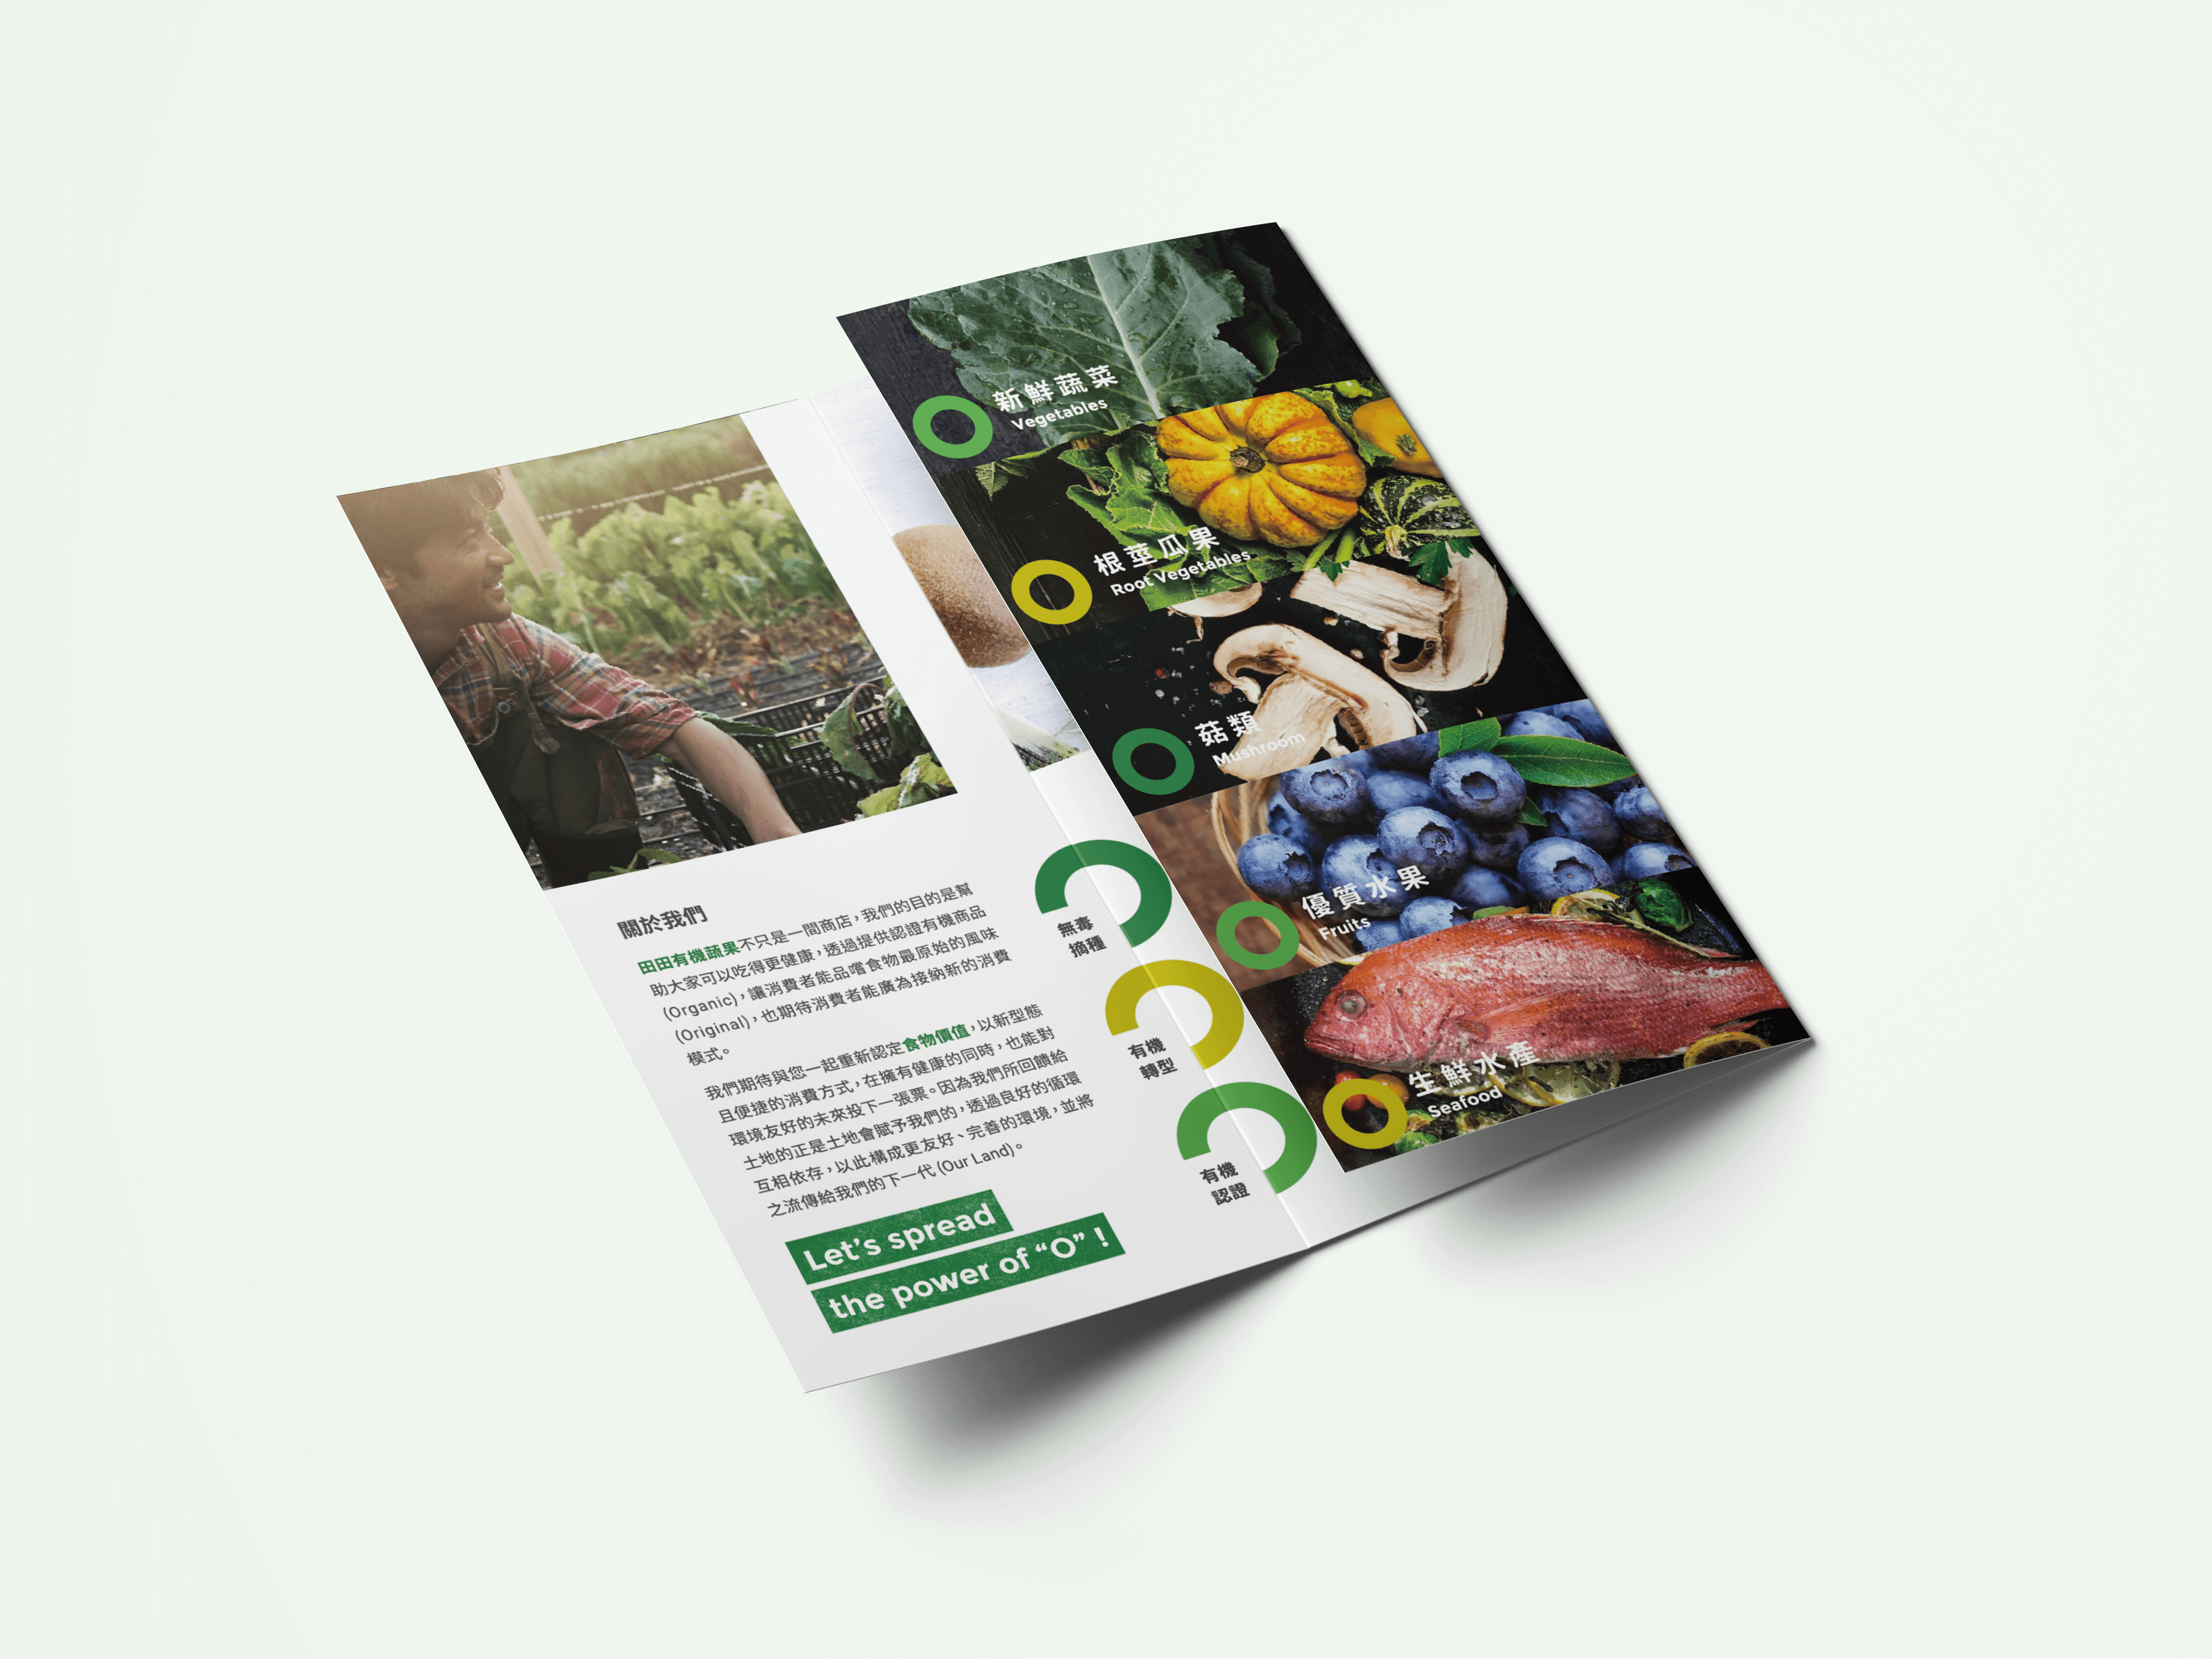 關於我們
田田有機蔬果不只是一間商店，我們的目的是幫
助大家可以吃得更健康，透過提供認證有機商品
(Organic)，讓消費者能品嚐食物最原始的風味
(Original)，也期待消費者能廣為接納新的消費
模式。
我們期待與您一起重新認定食物價值，以新型態
且便捷的消費方式，在擁有健康的同時，也能對
環境友好的未來投下一張票。因為我們所回饋給
土地的正是土地會賦予我們的，透過良好的循環
互相依存，以此構成更友好、完善的環境，並將
之流傳給我們的下一代 (Our Land)。
Let's spread
the power of “O” !
無毒
摘種
有機
轉型
有機
認證
新鮮蔬菜
Vegetables
根莖瓜果
Root Vegetables
菇類
Mushroom
優質水果
Fruits
生鮮水產
Seafood